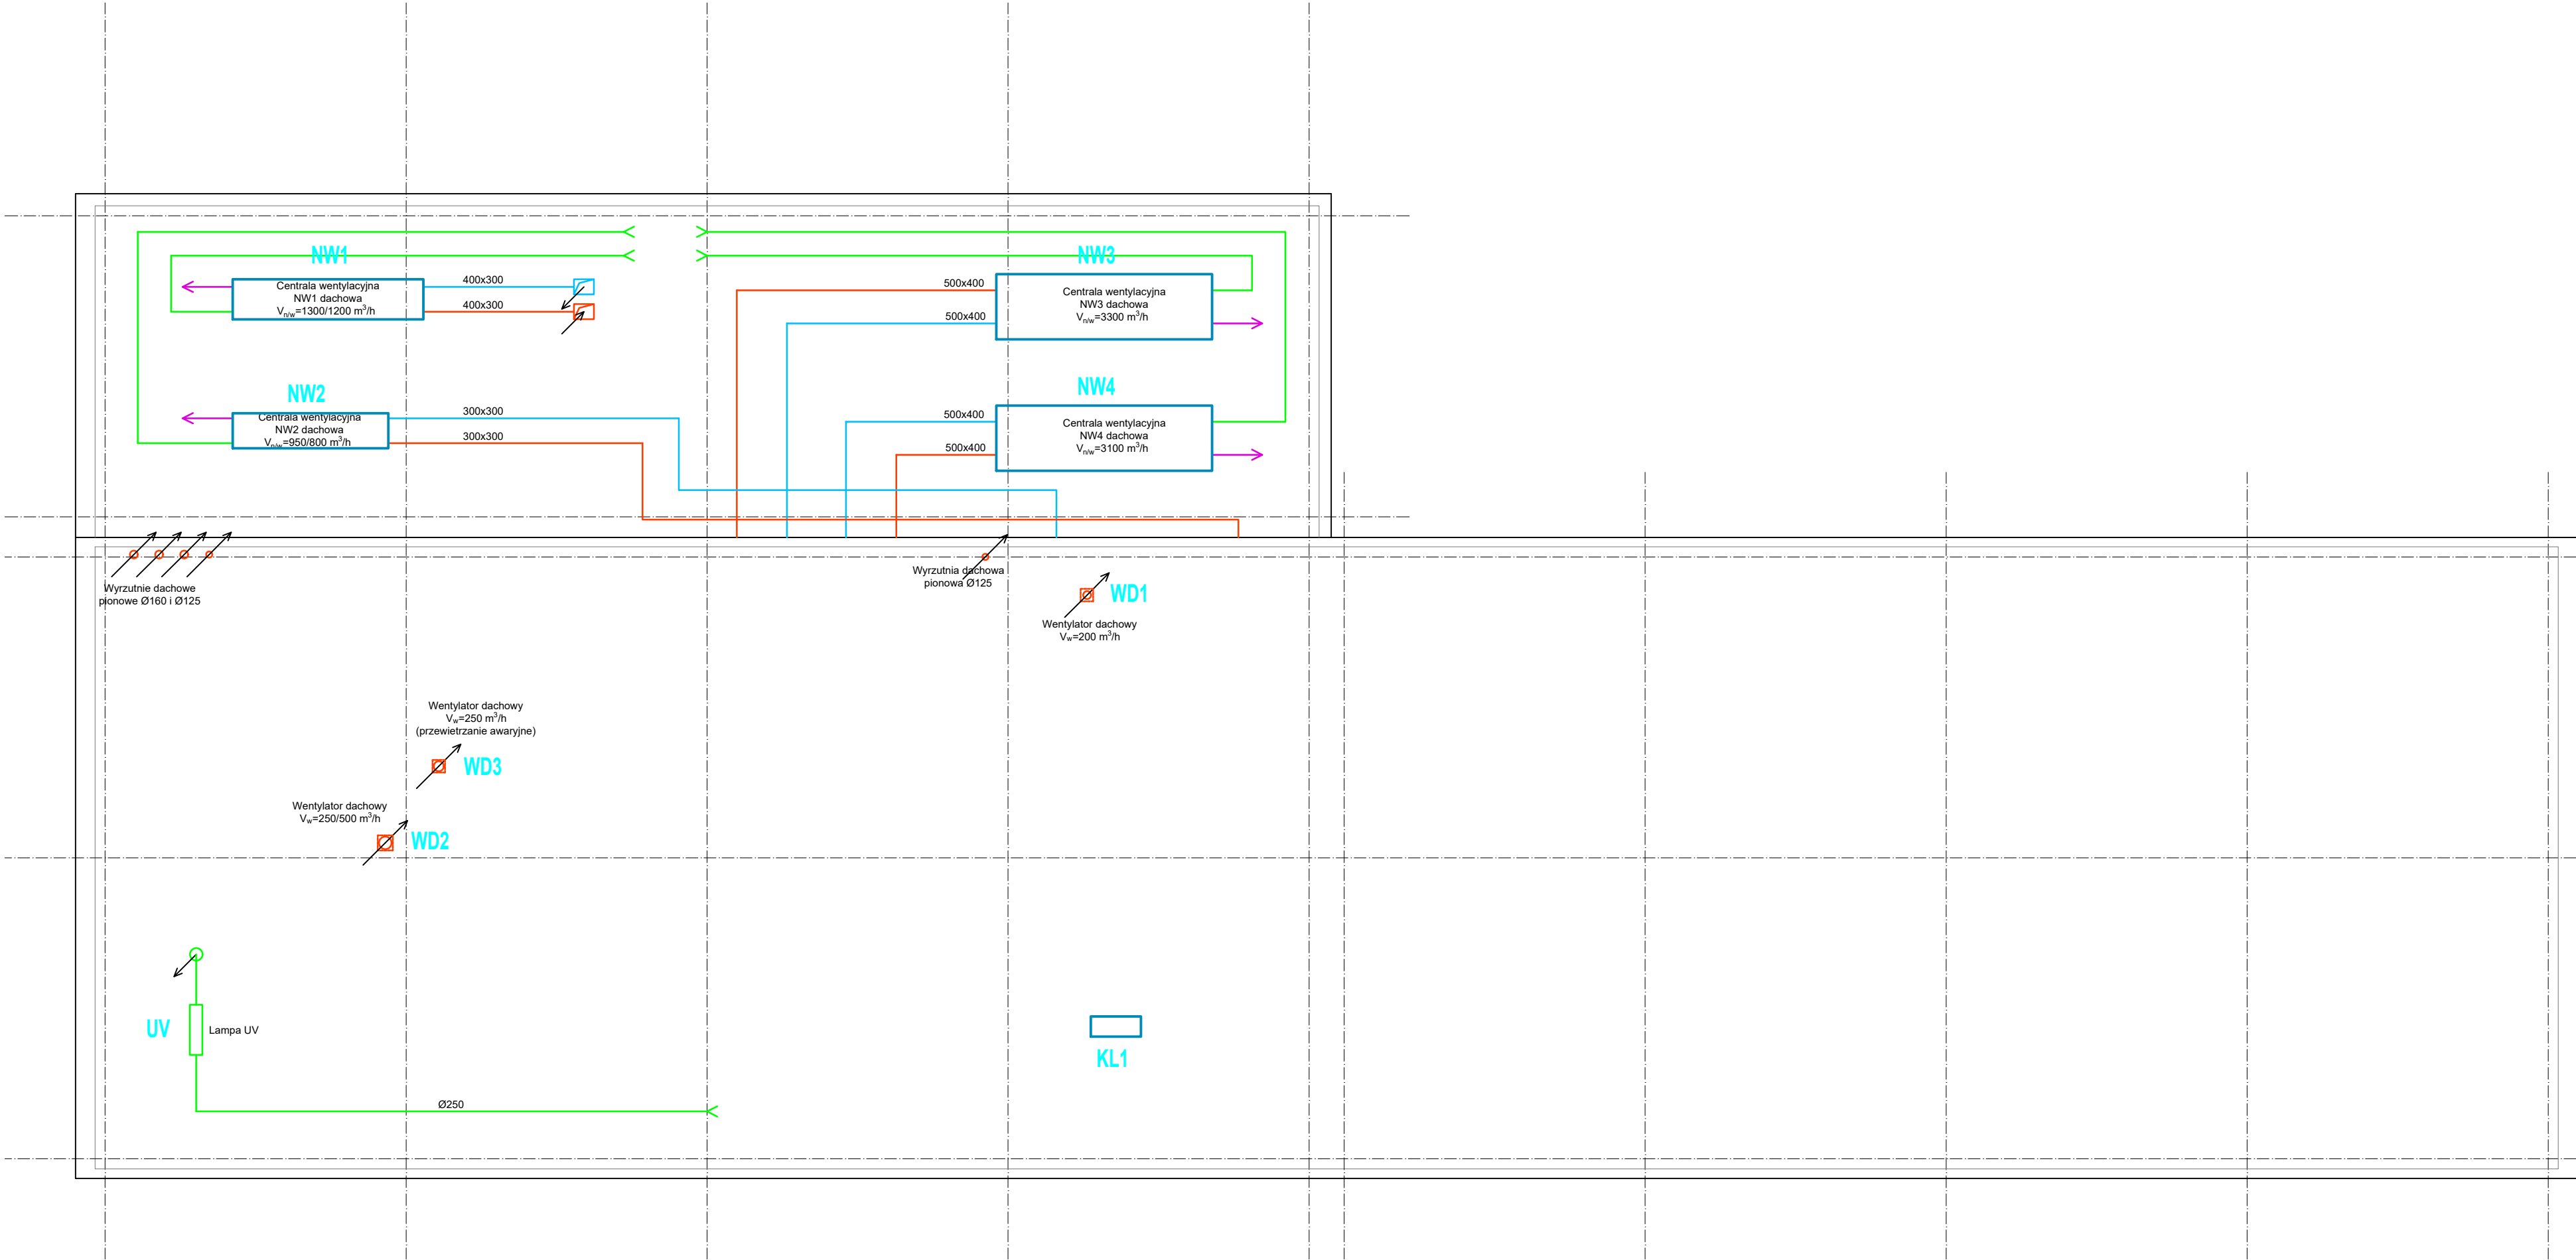 NW1
Centrala wentylacyjna
NW1 dachowa
Vn/w=1300/1200 m³/h
400x300
400x300
NW2
Centrala wentylacyjna
NW2 dachowa
Vn/w=950/800 m³/h
300x300
300x300
NW3
500x400
500x400
Centrala wentylacyjna
NW3 dachowa
Vn/w=3300 m³/h
NW4
500x400
500x400
Centrala wentylacyjna
NW4 dachowa
Vn/w=3100 m³/h
Wyrzutnie dachowe
pionowe Ø160 i Ø125
Wyrzutnia dachowa
pionowa Ø125
WD1
Wentylator dachowy
Vw=200 m³/h
Wentylator dachowy
Vw=250 m³/h
(przewietrzanie awaryjne)
WD3
Wentylator dachowy
Vw=250/500 m³/h
WD2
UV
Lampa UV
KL1
Ø250